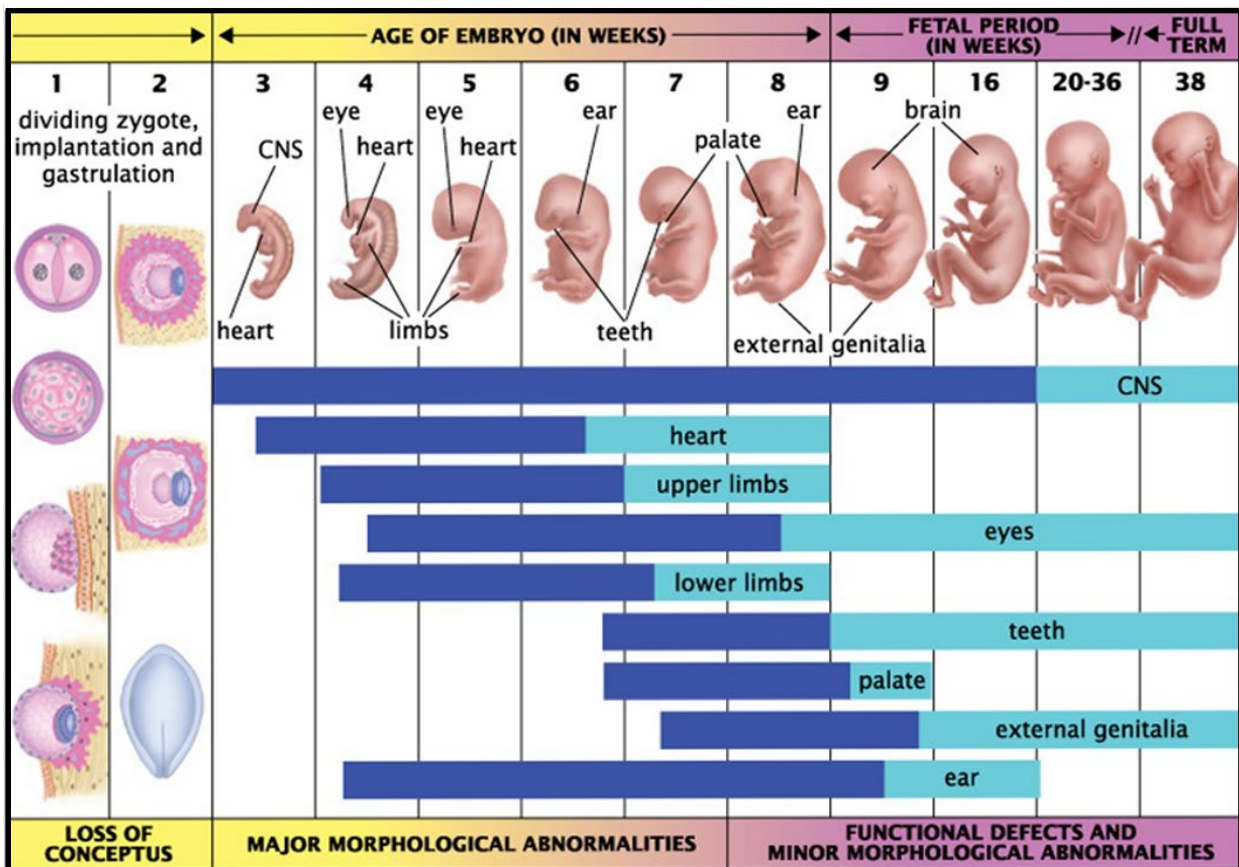 AGE OF EMBRYO (IN WEEKS)
FETAL PERIOD
(IN WEEKS)
//
FULL
TERM
1
2
3
4
5
6
7
8
9
16
20-36
38
dividing zygote,
implantation and
gastrulation
CNS
heart
eye
heart
limbs
eye
heart
ear
teeth
palate
ear
external genitalia
brain
CNS
heart
upper limbs
eyes
lower limbs
teeth
palate
external genitalia
ear
LOSS OF
CONCEPTUS
MAJOR MORPHOLOGICAL ABNORMALITIES
FUNCTIONAL DEFECTS AND
MINOR MORPHOLOGICAL ABNORMALITIES